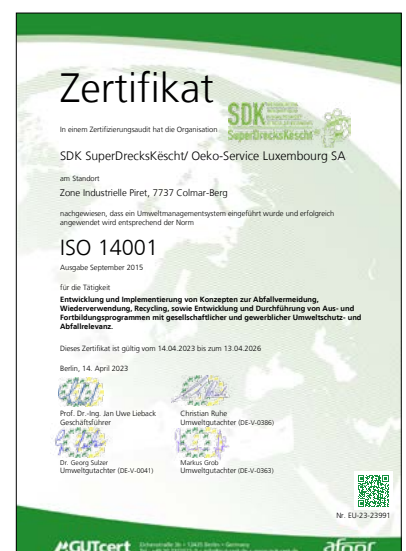 Zertifikat
SDK
SuperDrecksKëscht®
In einem Zertifizierungsaudit hat die Organisation
SDK SuperDrecksKëscht/ Oeko-Service Luxembourg SA
am Standort
Zone Industrielle Piret, 7737 Colmar-Berg
nachgewiesen, dass ein Umweltmanagementsystem eingeführt wurde und erfolgreich
angewendet wird entsprechend der Norm
ISO 14001
Ausgabe September 2015
für die Tätigkeit
Entwicklung und Implementierung von Konzepten zur Abfallvermeidung,
Wiederverwendung, Recycling, sowie Entwicklung und Durchführung von Aus- und
Fortbildungsprogrammen mit gesellschaftlicher und gewerblicher Umweltschutz- und
Abfallrelevanz.
Dieses Zertifikat ist gültig vom 14.04.2023 bis zum 13.04.2026
Berlin, 14. April 2023
Prof. Dr.-Ing. Jan Uwe Lieback
Geschäftsführer
Christian Ruhe
Umweltgutachter (DE-V-0386)
Dr. Georg Sulzer
Umweltgutachter (DE-V-0041)
Markus Grob
Umweltgutachter (DE-V-0363)
Nr. EU-23-23991
GUTcert
Eichenstraße 3b • 12435 Berlin • Germany
afnor